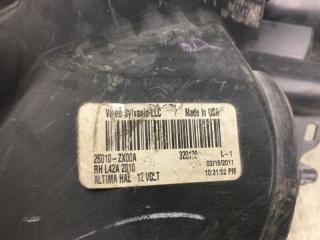 Valeo Sylvania LLC Made in USA
26010-ZX00A L-1
RH L42A 2010 03/16/2011
ALTIMA HAL - 12 VOLT 10:31:52 PM